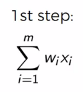 1st step:
m
∑ wᵢxᵢ
i=1